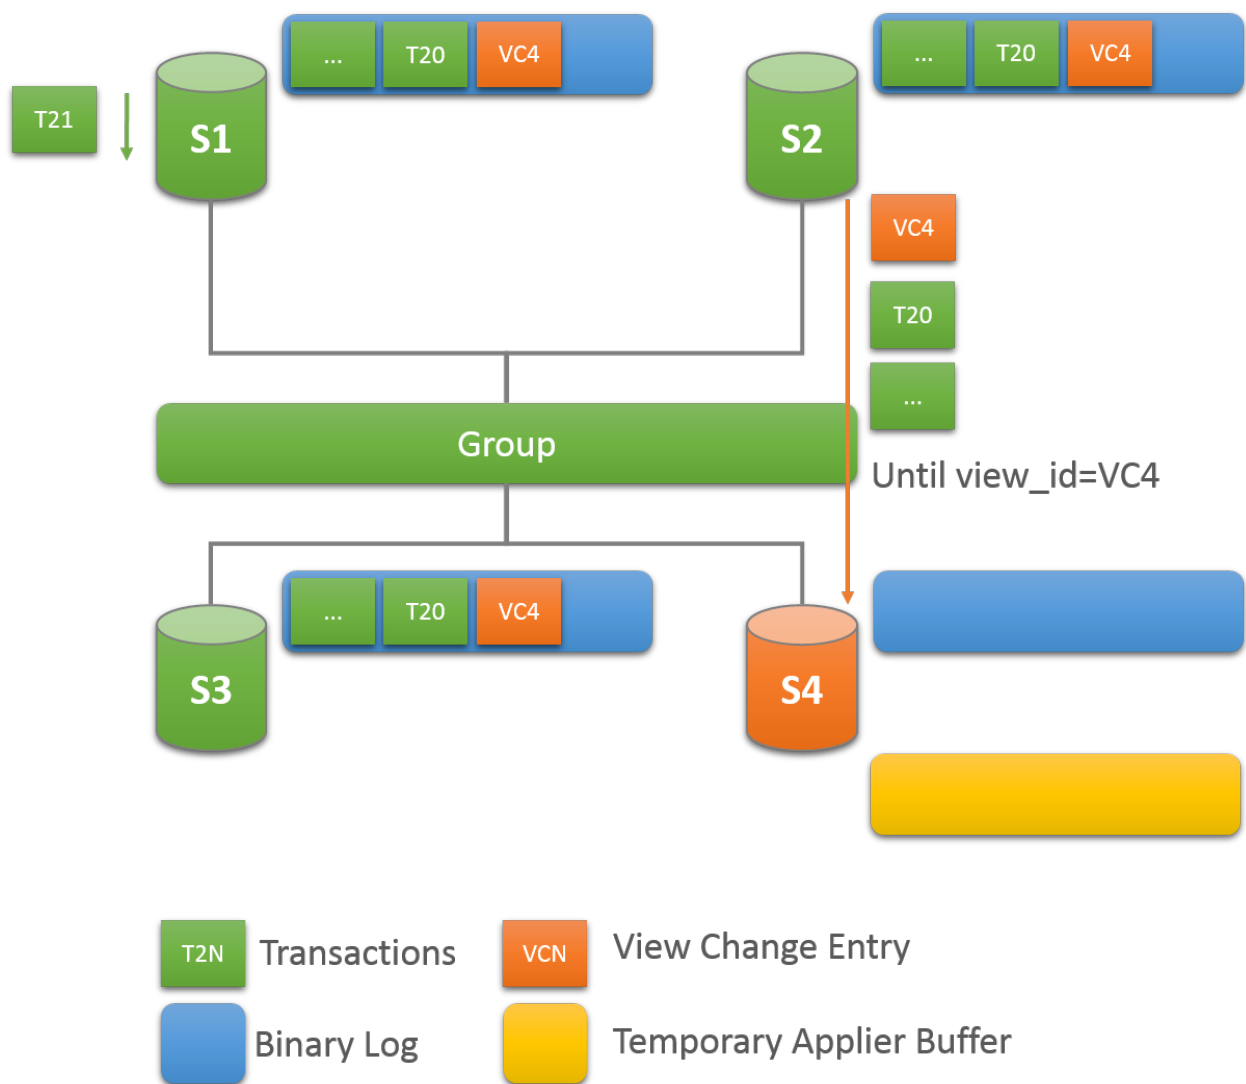 ... T20 VC4
... T20 VC4
T21
S1
S2
VC4
T20
...
Group
Until view_id=VC4
... T20 VC4
S3
S4
T2N Transactions
VCN View Change Entry
Binary Log
Temporary Applier Buffer